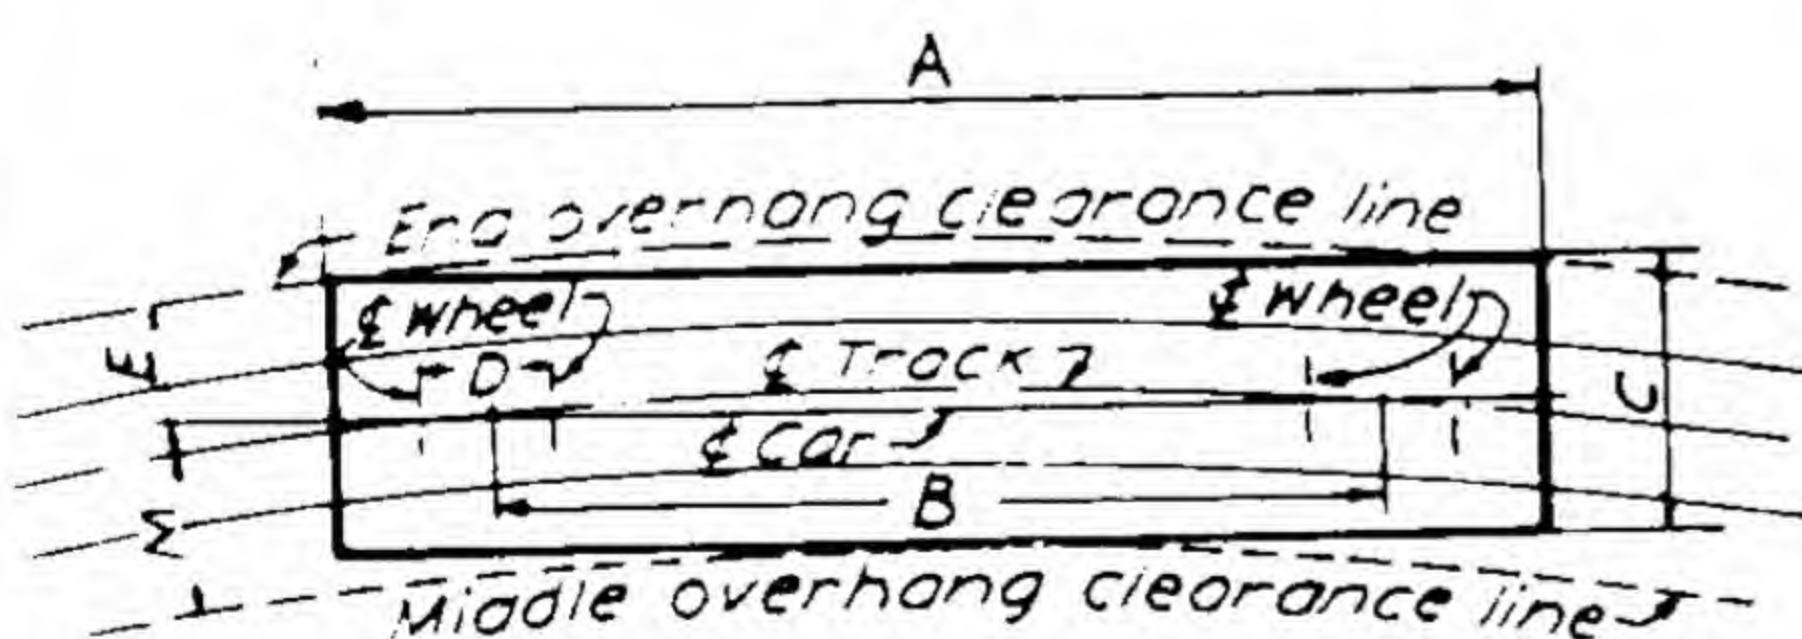 A
End overhang clearance line
℄ Wheel
℄ Wheel
E
D
℄ Track
C
℄ Car
M
B
Middle overhang clearance line